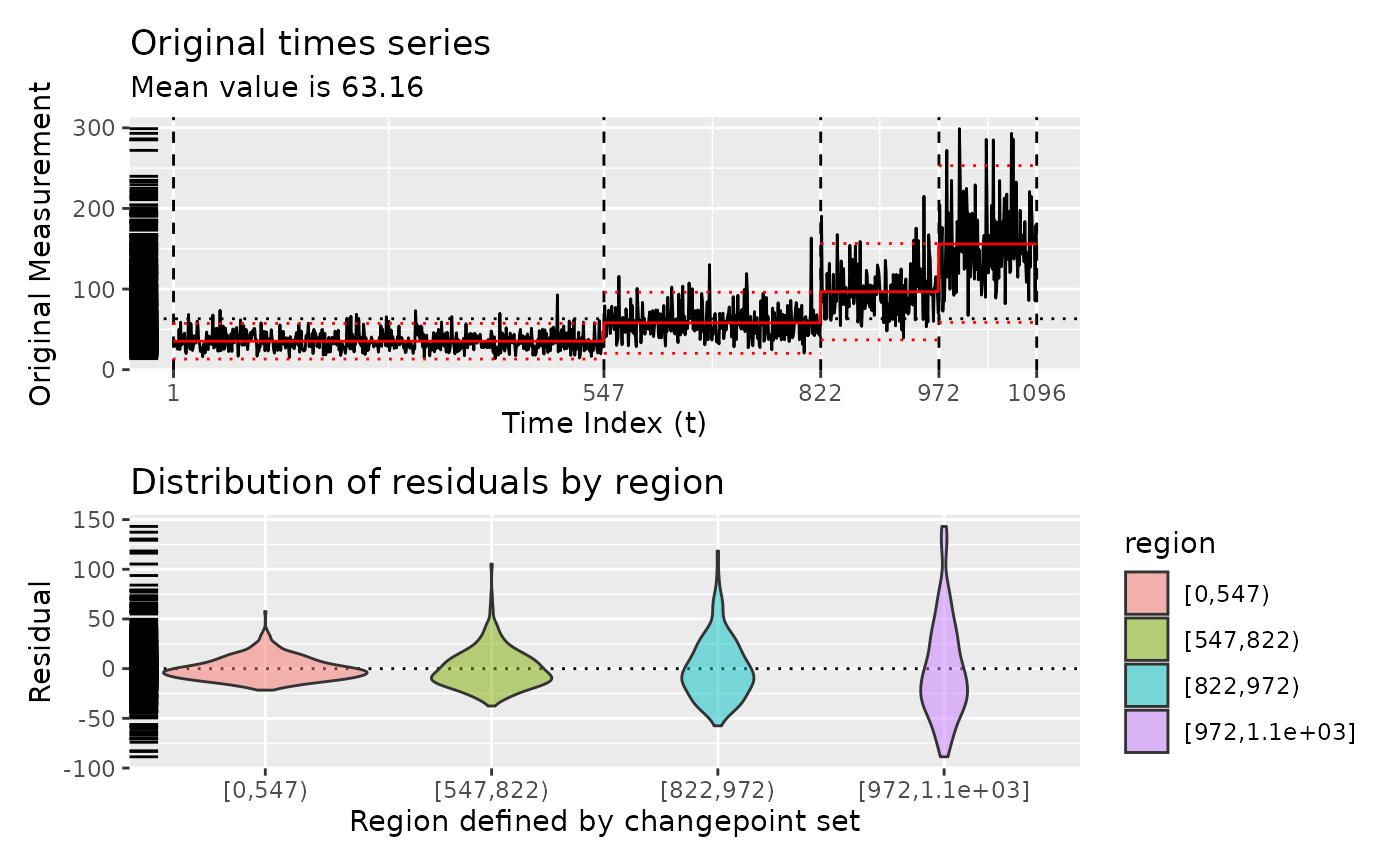 Original times series
Mean value is 63.16
Original Measurement
300
200
100
0
1 547 822 972 1096
Time Index (t)
Distribution of residuals by region
Residual
150
100
50
0
-50
-100
[0,547) [547,822) [822,972) [972,1.1e+03]
Region defined by changepoint set
region
[0,547)
[547,822)
[822,972)
[972,1.1e+03]